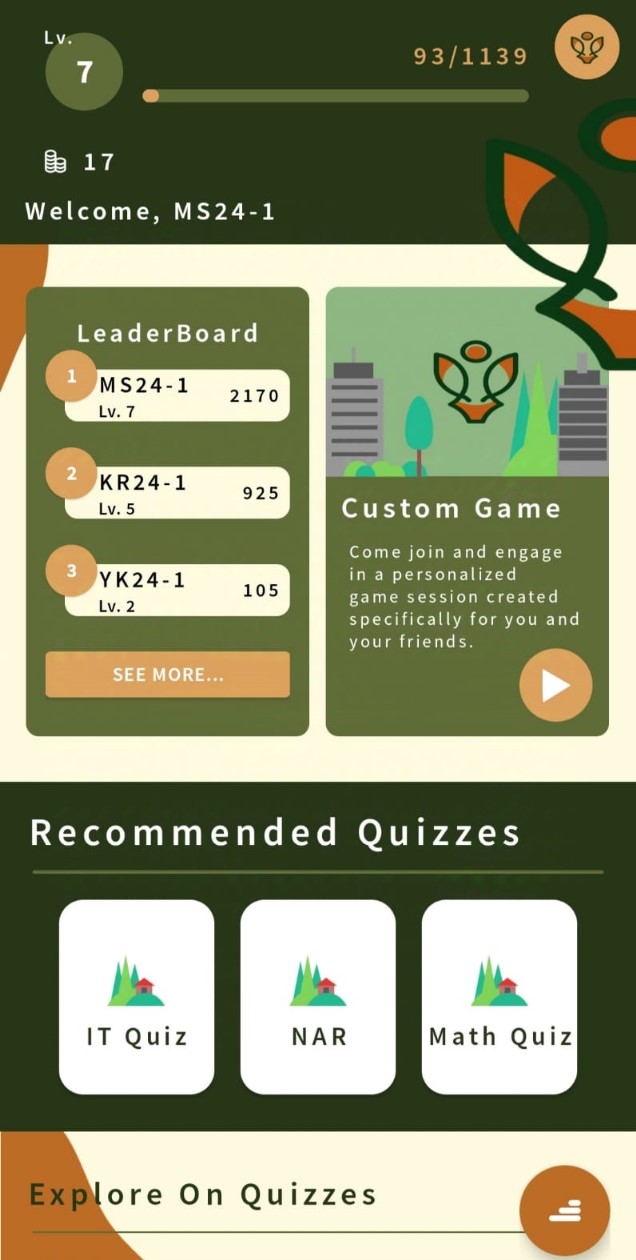 Lv.
7
93/1139
17
Welcome, MS24-1
LeaderBoard
1
MS24-1
Lv. 7
2170
2
KR24-1
Lv. 5
925
3
YK24-1
Lv. 2
105
SEE MORE...
Custom Game
Come join and engage
in a personalized
game session created
specifically for you and
your friends.
Recommended Quizzes
IT Quiz
NAR
Math Quiz
Explore On Quizzes